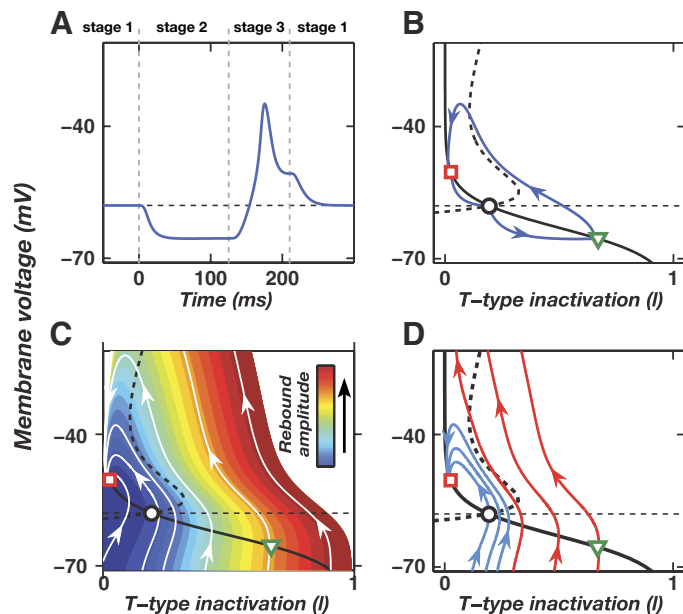 A
stage 1
stage 2
stage 3
stage 1
−40
−70
0
100
200
Time (ms)
B
−40
−70
0
1
T-type inactivation (l)
Membrane voltage (mV)
C
Rebound
amplitude
−40
−70
0
1
T-type inactivation (l)
D
−40
−70
0
1
T-type inactivation (l)